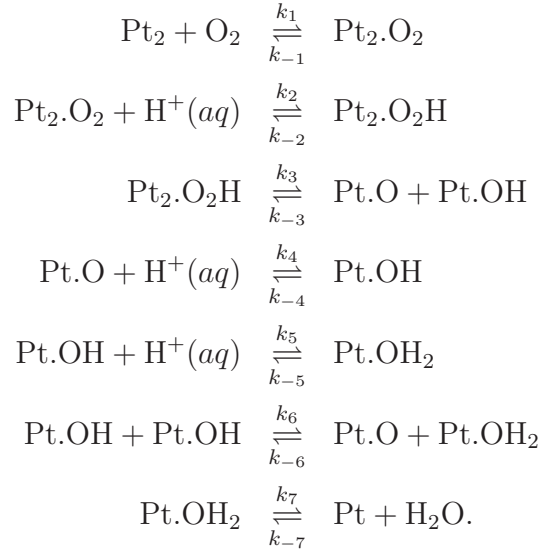 Pt₂ + O₂ k₁ ⇌ k₋₁ Pt₂.O₂
Pt₂.O₂ + H⁺(aq) k₂ ⇌ k₋₂ Pt₂.O₂H
Pt₂.O₂H k₃ ⇌ k₋₃ Pt.O + Pt.OH
Pt.O + H⁺(aq) k₄ ⇌ k₋₄ Pt.OH
Pt.OH + H⁺(aq) k₅ ⇌ k₋₅ Pt.OH₂
Pt.OH + Pt.OH k₆ ⇌ k₋₆ Pt.O + Pt.OH₂
Pt.OH₂ k₇ ⇌ k₋₇ Pt + H₂O.